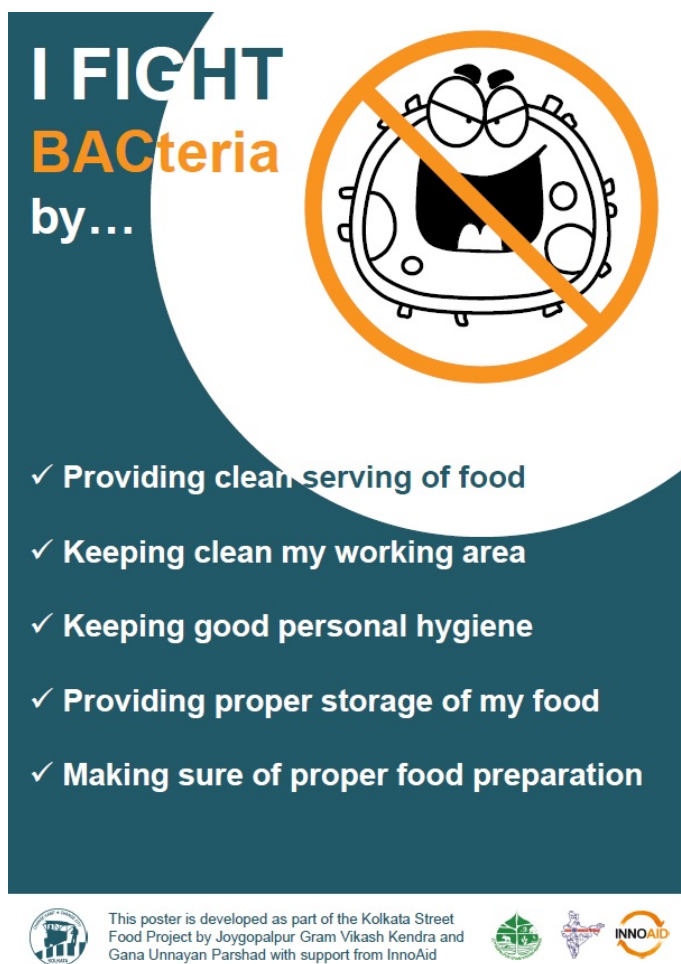 I FIGHT
BACteria
by...
✓ Providing clean serving of food
✓ Keeping clean my working area
✓ Keeping good personal hygiene
✓ Providing proper storage of my food
✓ Making sure of proper food preparation
This poster is developed as part of the Kolkata Street
Food Project by Joygopalpur Gram Vikash Kendra and
Gana Unnayan Parshad with support from InnoAid
KOLKATA
INNOAID